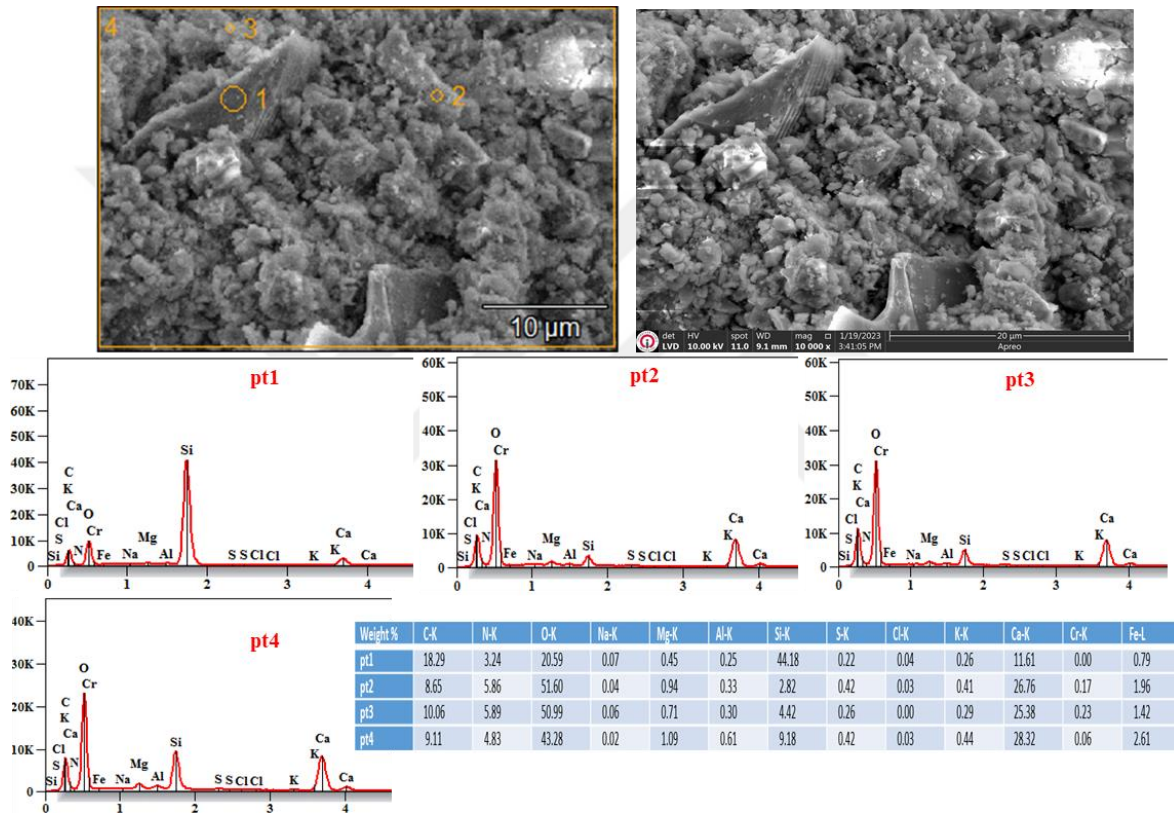 4
3
1
2
10 µm
det HV spot WD mag □ 1/19/2023 20 µm
LVD 10.00 kV 11.0 9.1 mm 10 000 x 3:41:05 PM Apreo
pt1
70K
60K
50K
40K
30K
20K
10K
0K
C
K
Ca
Cl
S
Si
N
O
Cr
Fe
Na
Mg
Al
Si
S S Cl Cl
K
K
Ca
Ca
0 1 2 3 4
pt2
60K
50K
40K
30K
20K
10K
0K
O
Cr
C
K
Ca
Cl
S
Si
N
Fe
Na
Mg
Al
Si
S S Cl Cl
K
K
Ca
Ca
0 1 2 3 4
pt3
60K
50K
40K
30K
20K
10K
0K
O
Cr
C
K
Ca
Cl
S
Si
N
Fe
Na
Mg
Al
Si
S S Cl Cl
K
K
Ca
Ca
0 1 2 3 4
pt4
40K
30K
20K
10K
0K
O
Cr
C
K
Ca
Cl
S
Si
N
Fe
Na
Mg
Al
Si
S S Cl Cl
K
K
Ca
Ca
0 1 2 3 4
Weight % C-K N-K O-K Na-K Mg-K Al-K Si-K S-K Cl-K K-K Ca-K Cr-K Fe-L
pt1 18.29 3.24 20.59 0.07 0.45 0.25 44.18 0.22 0.04 0.26 11.61 0.00 0.79
pt2 8.65 5.86 51.60 0.04 0.94 0.33 2.82 0.42 0.03 0.41 26.76 0.17 1.96
pt3 10.06 5.89 50.99 0.06 0.71 0.30 4.42 0.26 0.00 0.29 25.38 0.23 1.42
pt4 9.11 4.83 43.28 0.02 1.09 0.61 9.18 0.42 0.03 0.44 28.32 0.06 2.61